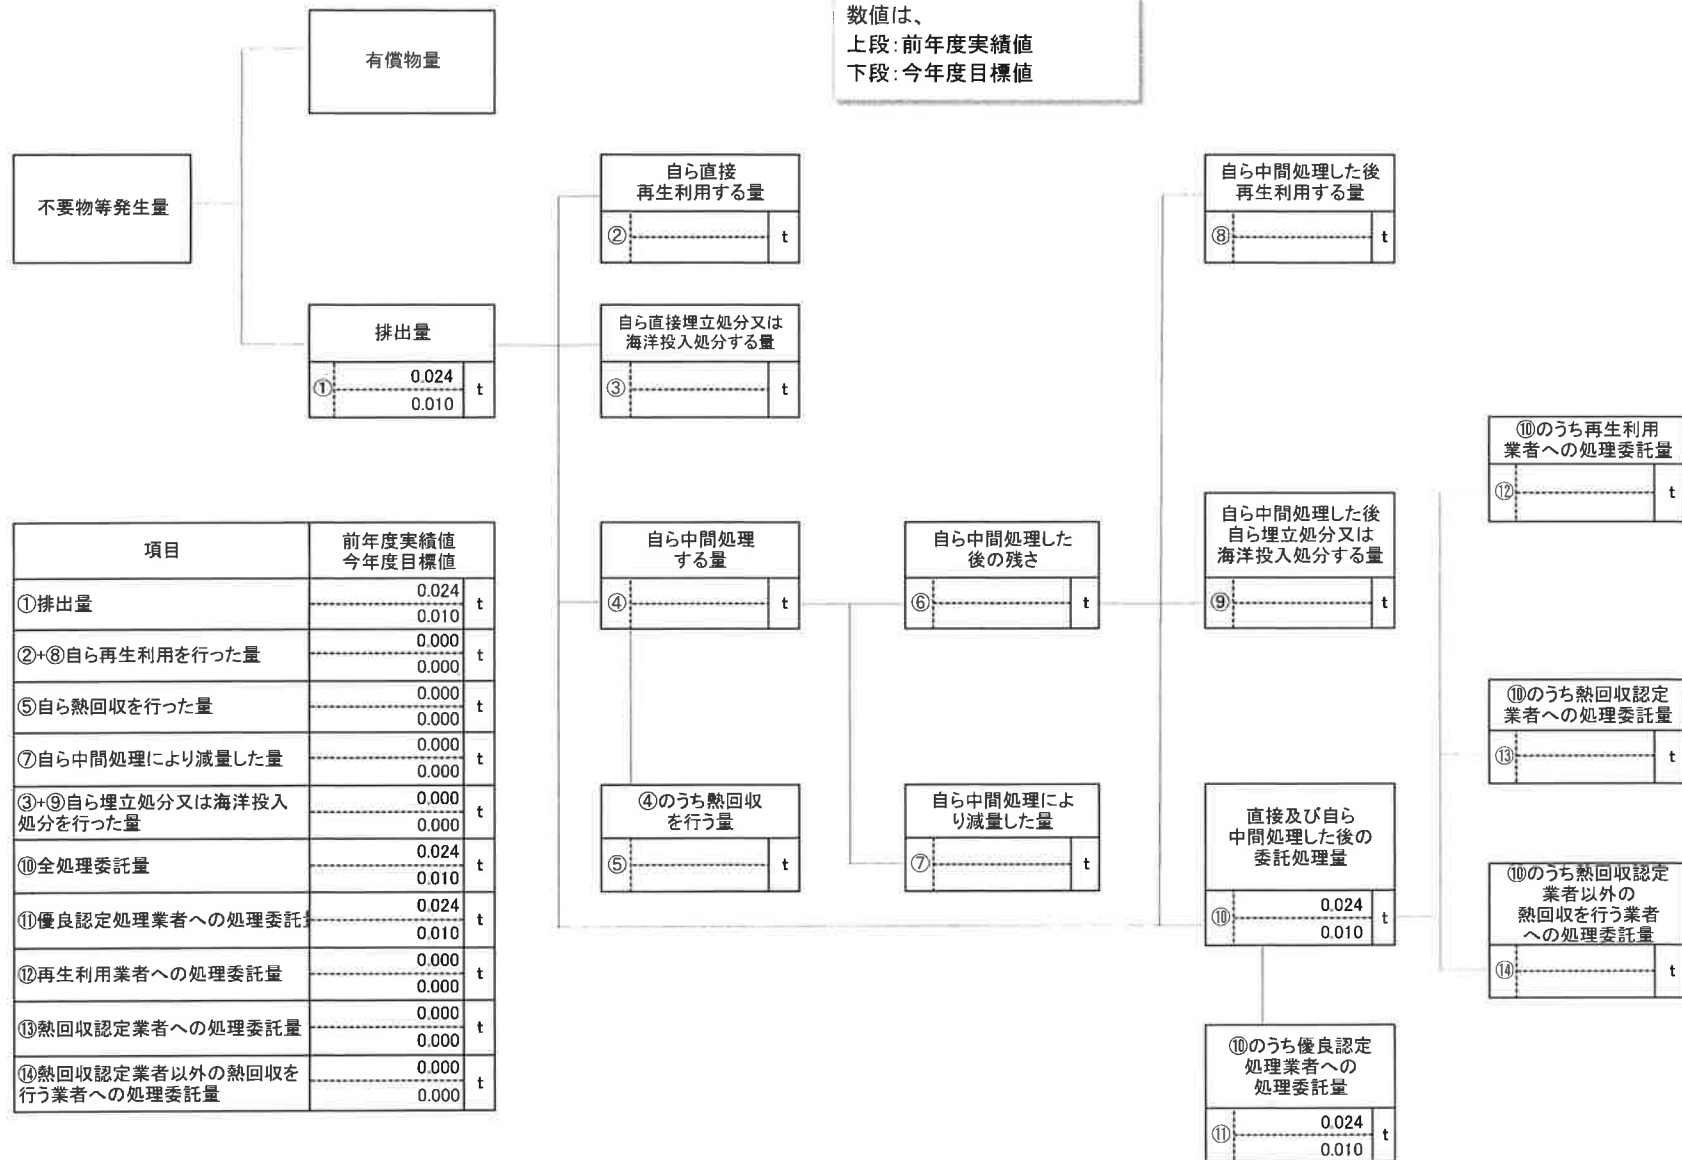 数値は、
上段：前年度実績値
下段：今年度目標値
有償物量
不要物等発生量
排出量
① 0.024 t
0.010
自ら直接
再生利用する量
② t
自ら直接埋立処分又は
海洋投入処分する量
③ t
自ら中間処理
する量
④ t
④のうち熱回収
を行う量
⑤ t
自ら中間処理した
後の残さ
⑥ t
自ら中間処理によ
り減量した量
⑦ t
自ら中間処理した後
再生利用する量
⑧ t
自ら中間処理した後
自ら埋立処分又は
海洋投入処分する量
⑨ t
直接及び自ら
中間処理した後の
委託処理量
⑩ 0.024 t
0.010
⑩のうち優良認定
処理業者への
処理委託量
⑪ 0.024 t
0.010
⑩のうち再生利用
業者への処理委託量
⑫ t
⑩のうち熱回収認定
業者への処理委託量
⑬ t
⑩のうち熱回収認定
業者以外の
熱回収を行う業者
への処理委託量
⑭ t
項目 前年度実績値
今年度目標値
①排出量 0.024 t
0.010
②+⑧自ら再生利用を行った量 0.000 t
0.000
⑤自ら熱回収を行った量 0.000 t
0.000
⑦自ら中間処理により減量した量 0.000 t
0.000
③+⑨自ら埋立処分又は海洋投入
処分を行った量 0.000 t
0.000
⑩全処理委託量 0.024 t
0.010
⑪優良認定処理業者への処理委託 0.024 t
0.010
⑫再生利用業者への処理委託量 0.000 t
0.000
⑬熱回収認定業者への処理委託量 0.000 t
0.000
⑭熱回収認定業者以外の熱回収を
行う業者への処理委託量 0.000 t
0.000